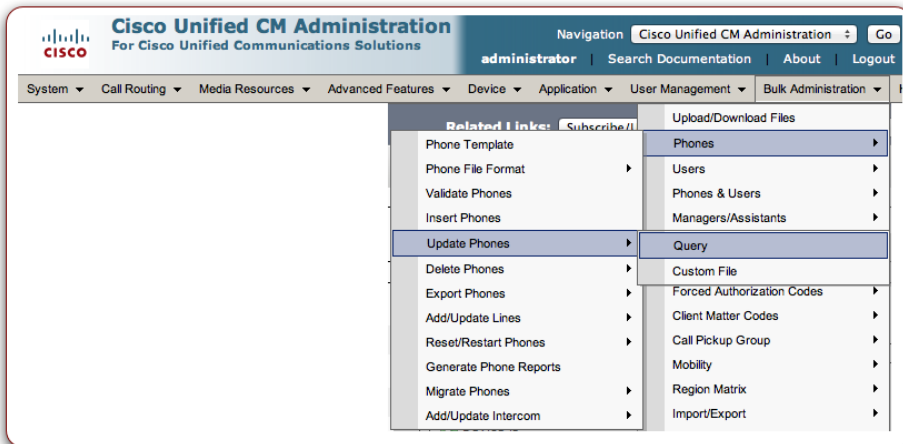 Cisco Unified CM Administration
For Cisco Unified Communications Solutions
CISCO
Navigation Cisco Unified CM Administration Go
administrator | Search Documentation | About | Logout
System Call Routing Media Resources Advanced Features Device Application User Management Bulk Administration
Related Links: Subscribe/U
Upload/Download Files
Phones
Users
Phones & Users
Managers/Assistants
Query
Custom File
Forced Authorization Codes
Client Matter Codes
Call Pickup Group
Mobility
Region Matrix
Import/Export
Phone Template
Phone File Format
Validate Phones
Insert Phones
Update Phones
Delete Phones
Export Phones
Add/Update Lines
Reset/Restart Phones
Generate Phone Reports
Migrate Phones
Add/Update Intercom